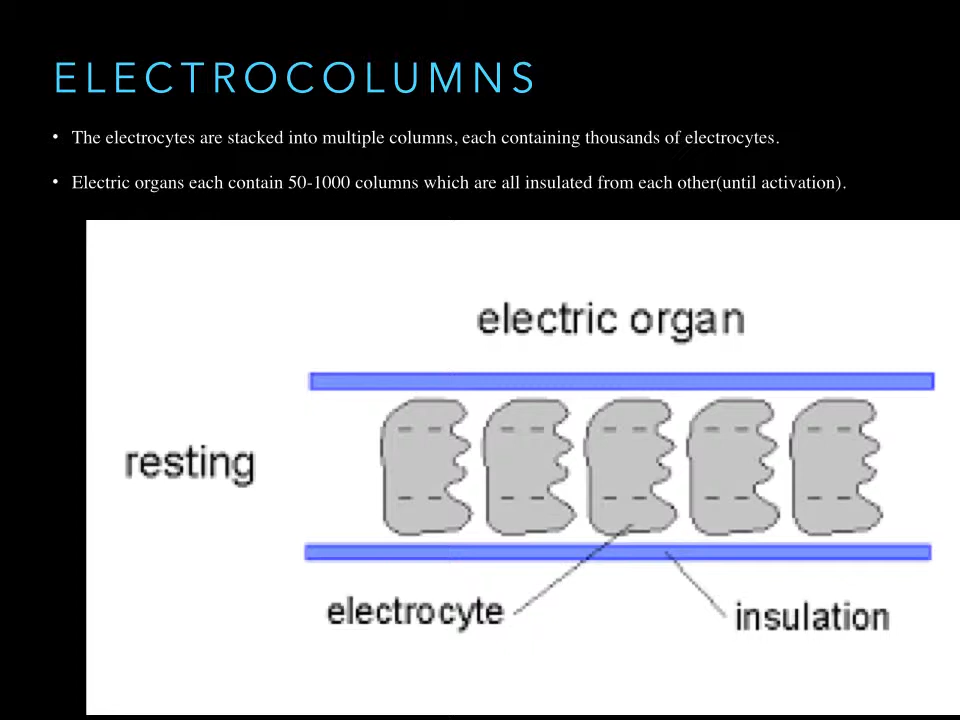 ELECTROCOLUMNS
• The electrocytes are stacked into multiple columns, each containing thousands of electrocytes.
• Electric organs each contain 50-1000 columns which are all insulated from each other(until activation).
electric organ
resting
electrocyte
insulation